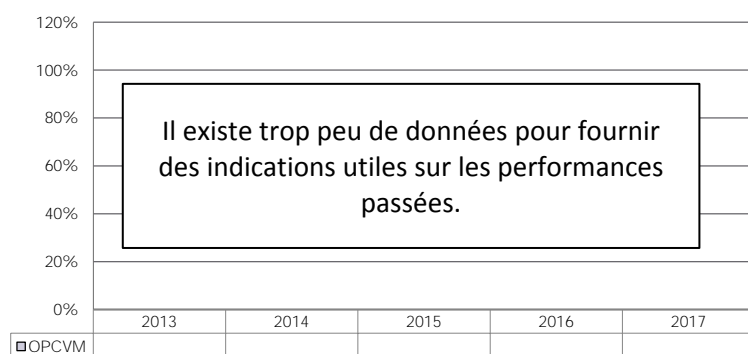 120%
100%
80%
60%
40%
20%
0%
Il existe trop peu de données pour fournir
des indications utiles sur les performances
passées.
2013 2014 2015 2016 2017
OPCVM